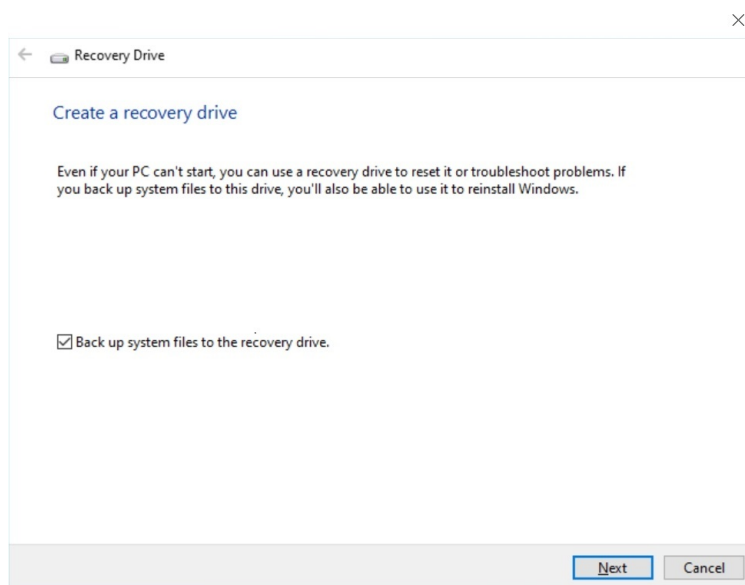 Recovery Drive
Create a recovery drive
Even if your PC can't start, you can use a recovery drive to reset it or troubleshoot problems. If
you back up system files to this drive, you'll also be able to use it to reinstall Windows.
Back up system files to the recovery drive.
Next
Cancel